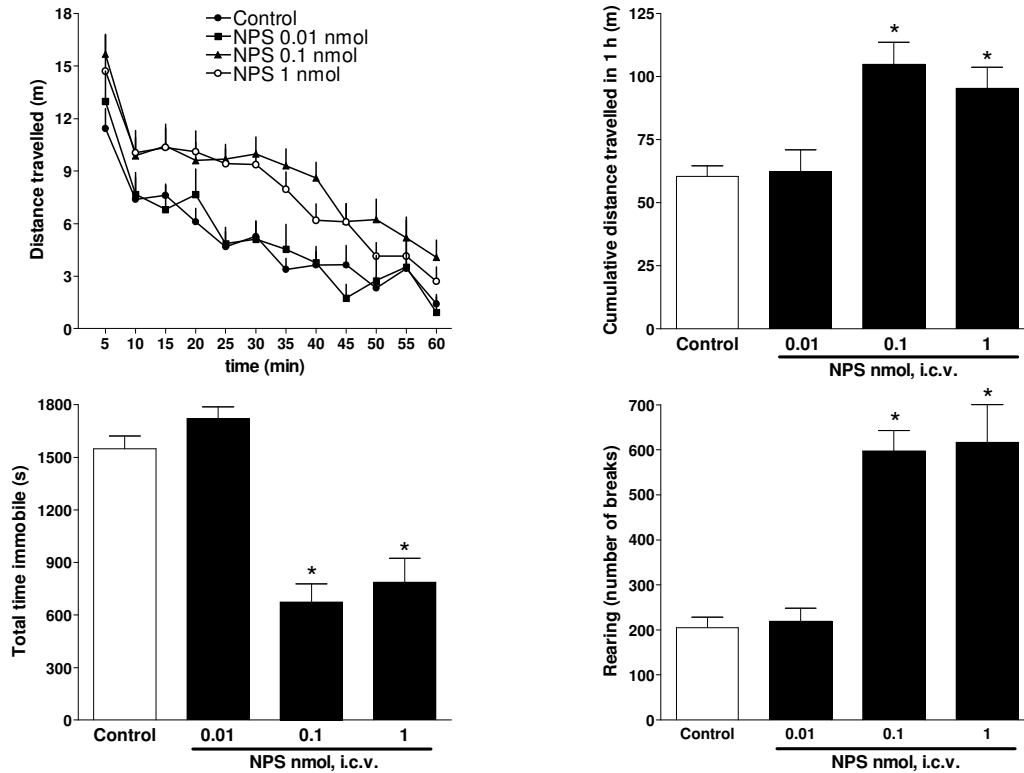 Control
NPS 0.01 nmol
NPS 0.1 nmol
NPS 1 nmol
Distance travelled (m)
18
15
12
9
6
3
0
5 10 15 20 25 30 35 40 45 50 55 60
time (min)
Cumulative distance travelled in 1 h (m)
125
100
75
50
25
0
* *
Control 0.01 0.1 1
NPS nmol, i.c.v.
Total time immobile (s)
1800
1500
1200
900
600
300
0
* *
Control 0.01 0.1 1
NPS nmol, i.c.v.
Rearing (number of breaks)
700
600
500
400
300
200
100
0
* *
Control 0.01 0.1 1
NPS nmol, i.c.v.